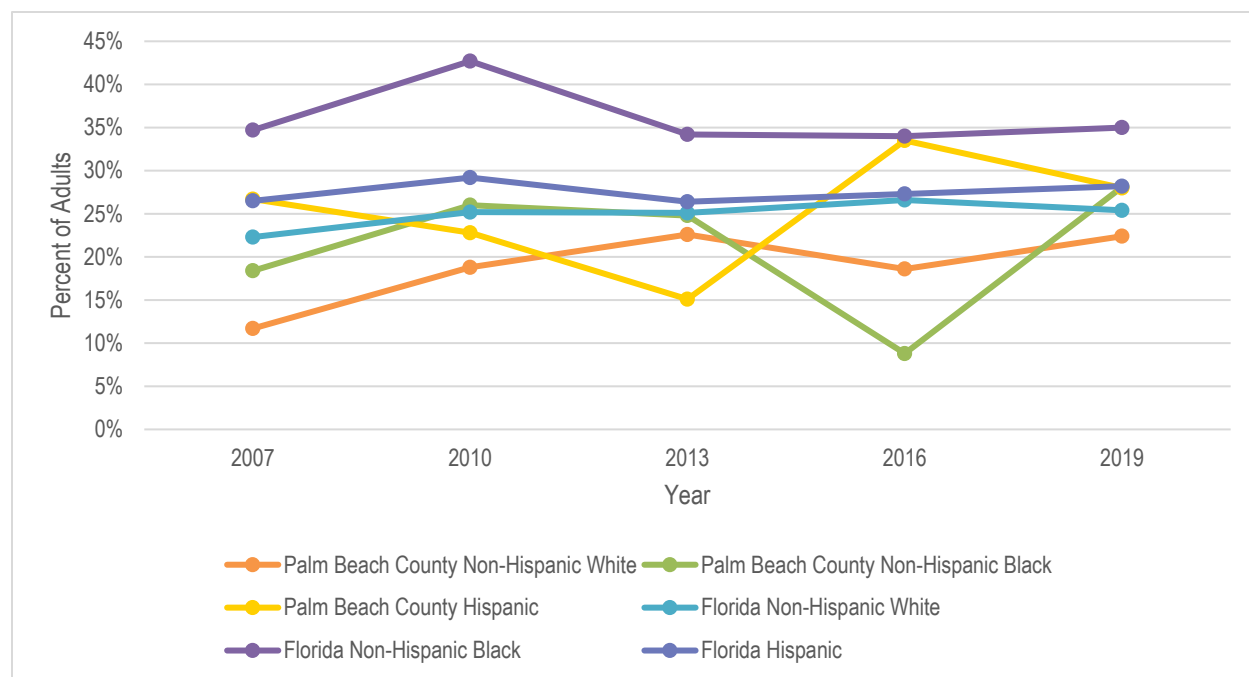 45%
40%
35%
30%
25%
20%
15%
10%
5%
0%
Percent of Adults
2007 2010 2013 2016 2019
Year
Palm Beach County Non-Hispanic White Palm Beach County Non-Hispanic Black
Palm Beach County Hispanic Florida Non-Hispanic White
Florida Non-Hispanic Black Florida Hispanic